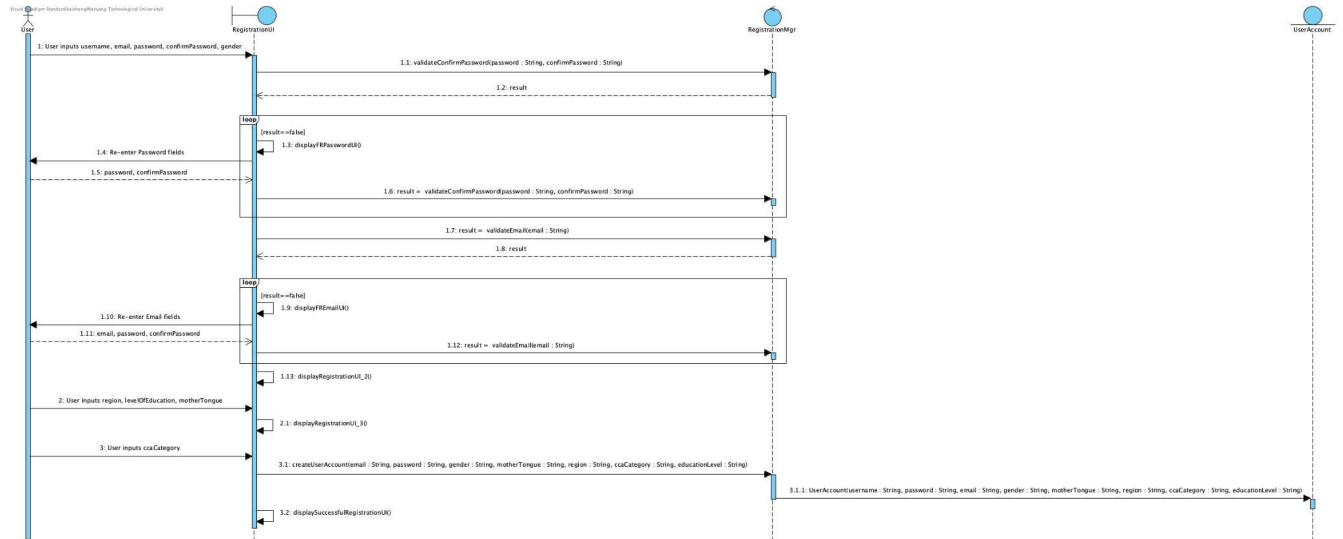 Visual Paradigm Standard(kaisheng(Nanyang Technological University))
User
RegistrationUI
RegistrationMgr
UserAccount
1: User inputs username, email, password, confirmPassword, gender
1.1: validateConfirmPassword(password : String, confirmPassword : String)
1.2: result
loop
[result==false]
1.3: displayFRPasswordUI()
1.4: Re-enter Password fields
1.5: password, confirmPassword
1.6: result = validateConfirmPassword(password : String, confirmPassword : String)
1.7: result = validateEmail(email : String)
1.8: result
loop
[result==false]
1.9: displayFREmailUI()
1.10: Re-enter Email fields
1.11: email, password, confirmPassword
1.12: result = validateEmail(email : String)
1.13: displayRegistrationUI_2()
2: User inputs region, levelOfEducation, motherTongue
2.1: displayRegistrationUI_3()
3: User inputs ccaCategory
3.1: createUserAccount(email : String, password : String, gender : String, motherTongue : String, region : String, ccaCategory : String, educationLevel : String)
3.1.1: UserAccount(username : String, password : String, email : String, gender : String, motherTongue : String, region : String, ccaCategory : String, educationLevel : String)
3.2: displaySuccessfulRegistrationUI()